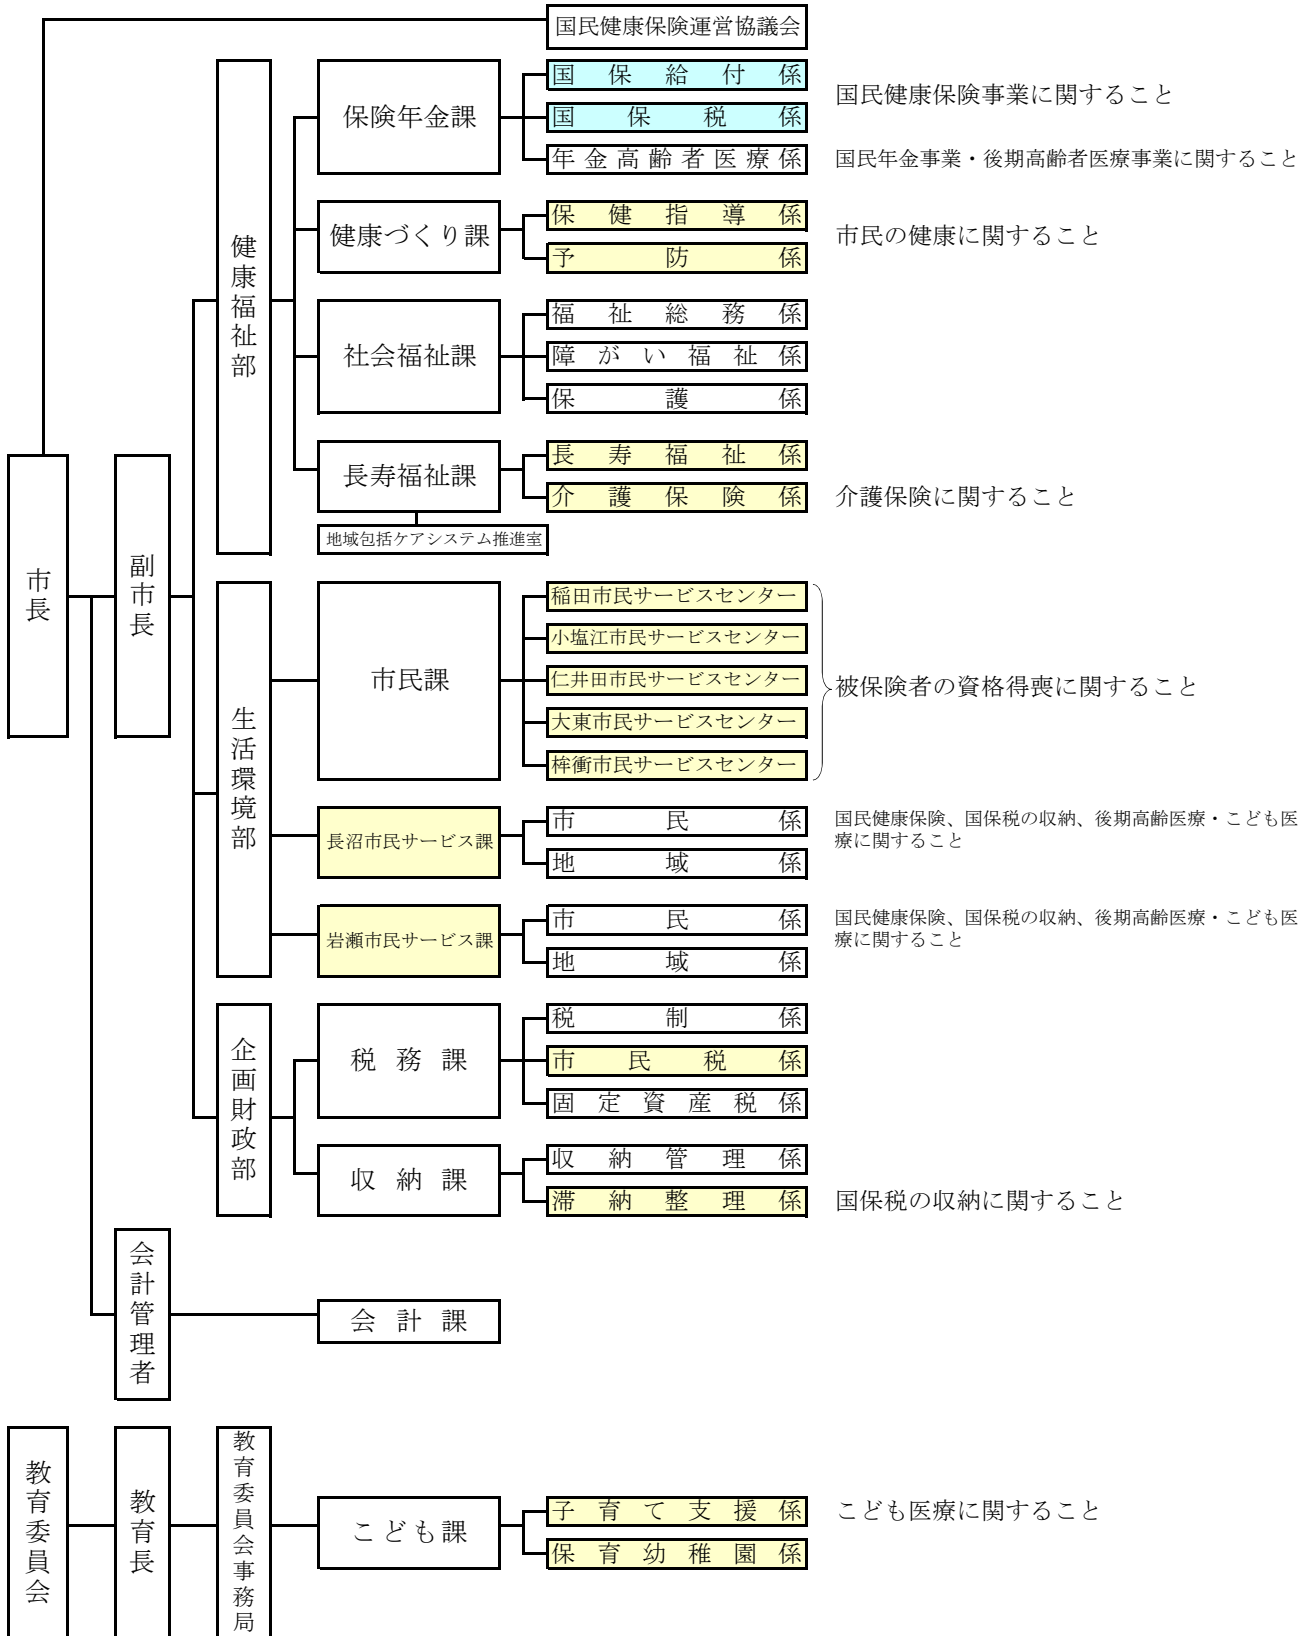 国民健康保険運営協議会
健康福祉部
保険年金課
国保給付係
国保税係
国民健康保険事業に関すること
年金高齢者医療係
国民年金事業・後期高齢者医療事業に関すること
健康づくり課
保健指導係
予防係
市民の健康に関すること
社会福祉課
福祉総務係
障がい福祉係
保護係
長寿福祉課
長寿福祉係
介護保険係
介護保険に関すること
地域包括ケアシステム推進室
市長
副市長
生活環境部
市民課
稲田市民サービスセンター
小塩江市民サービスセンター
仁井田市民サービスセンター
大東市民サービスセンター
桙衝市民サービスセンター
被保険者の資格得喪に関すること
長沼市民サービス課
市民係
地域係
国民健康保険、国保税の収納、後期高齢医療・こども医
療に関すること
岩瀬市民サービス課
市民係
地域係
国民健康保険、国保税の収納、後期高齢医療・こども医
療に関すること
企画財政部
税務課
税制係
市民税係
固定資産税係
収納課
収納管理係
滞納整理係
国保税の収納に関すること
会計管理者
会計課
教育委員会
教育長
教育委員会事務局
こども課
子育て支援係
保育幼稚園係
こども医療に関すること